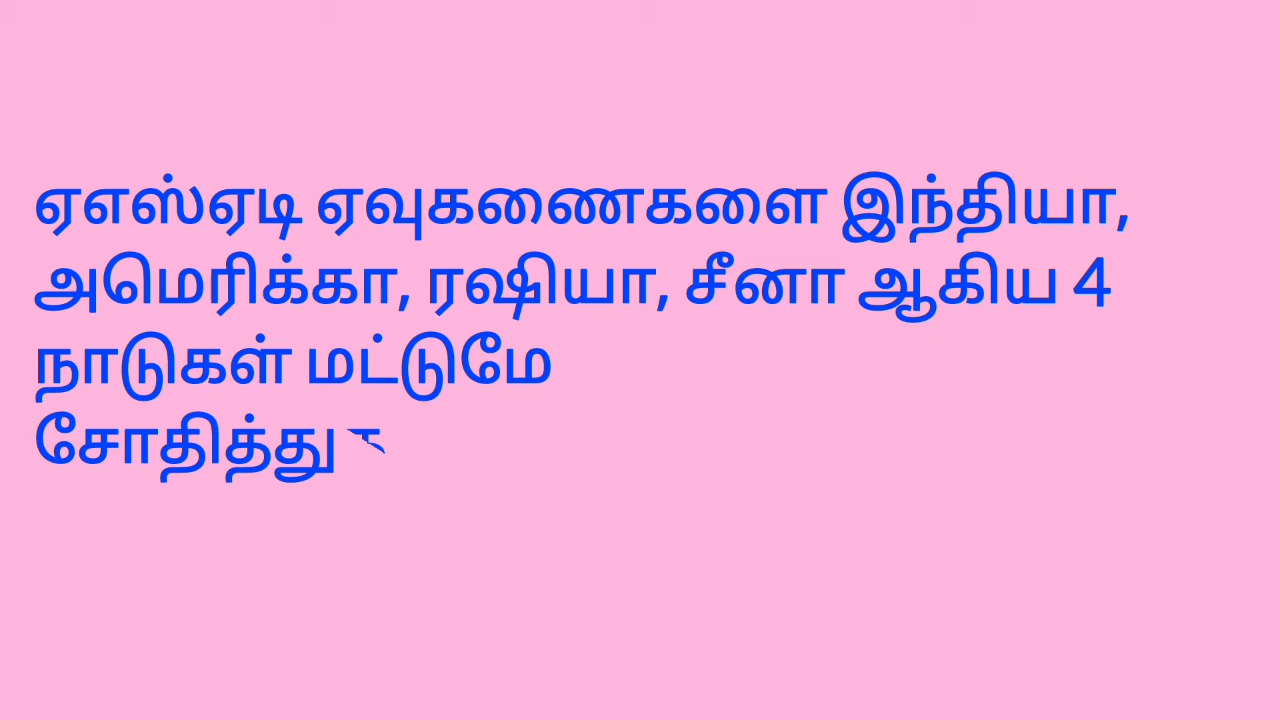 ஏஎஸ்ஏடி ஏவுகணைகளை இந்தியா,
அமெரிக்கா, ரஷியா, சீனா ஆகிய 4
நாடுகள் மட்டுமே
சோதித்து